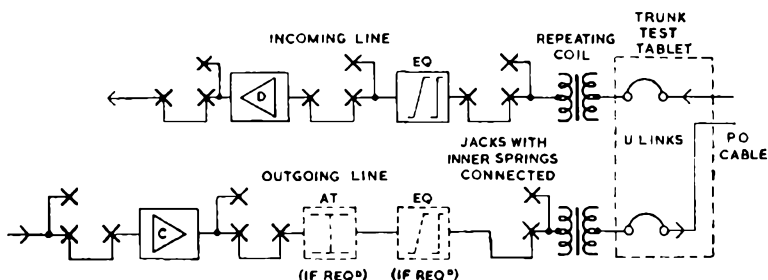 INCOMING LINE
REPEATING
COIL
TRUNK
TEST
TABLET
EQ
D
U LINKS
PO
CABLE
JACKS WITH
INNER SPRINGS
CONNECTED
OUTGOING LINE
AT
EQ
C
(IF REQᴰ)
(IF REQᴰ)